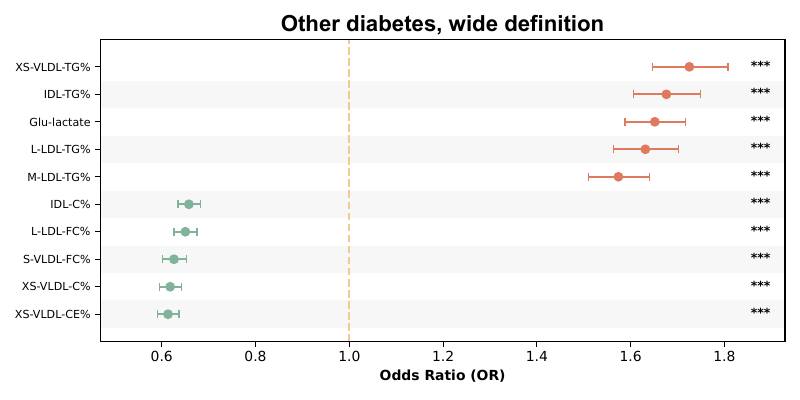 Other diabetes, wide definition
XS-VLDL-TG% ***
IDL-TG% ***
Glu-lactate ***
L-LDL-TG% ***
M-LDL-TG% ***
IDL-C% ***
L-LDL-FC% ***
S-VLDL-FC% ***
XS-VLDL-C% ***
XS-VLDL-CE% ***
0.6 0.8 1.0 1.2 1.4 1.6 1.8
Odds Ratio (OR)